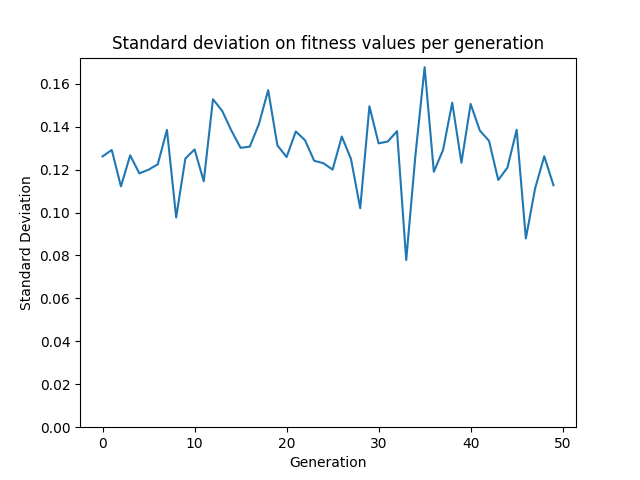 Standard deviation on fitness values per generation
0.16
0.14
0.12
0.10
0.08
0.06
0.04
0.02
0.00
Standard Deviation
0 10 20 30 40 50
Generation